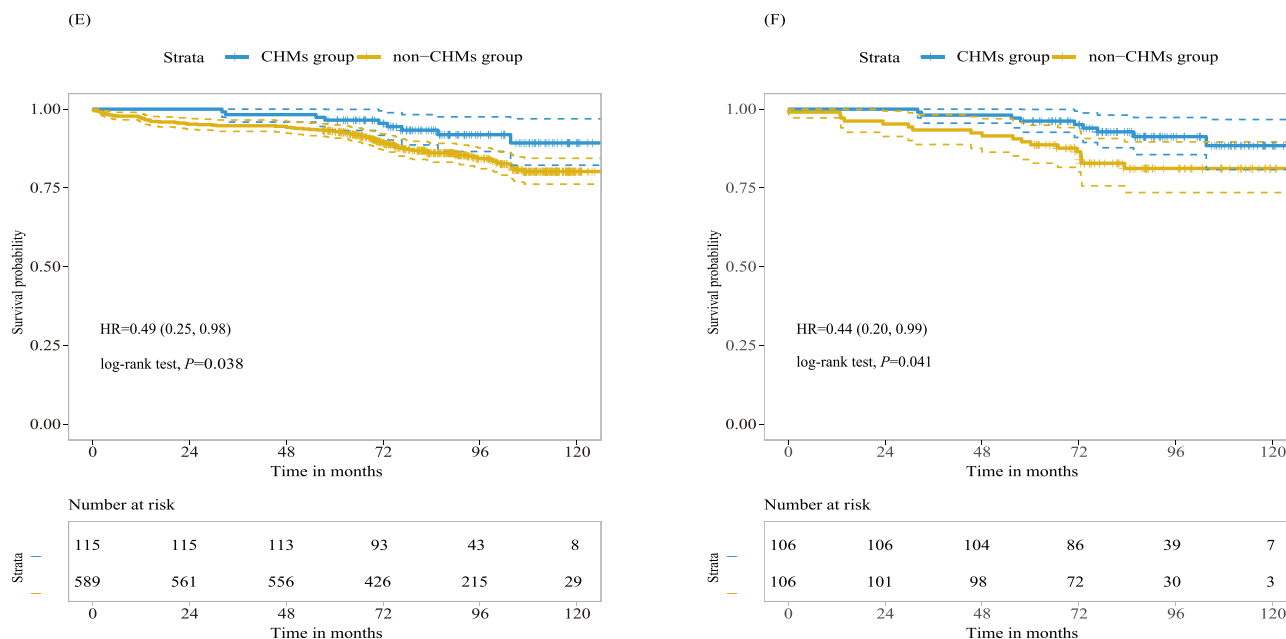 (E)
Strata CHMs group non−CHMs group
1.00
0.75
0.50
0.25
0.00
Survival probability
HR=0.49 (0.25, 0.98)
log-rank test, P=0.038
0 24 48 72 96 120
Time in months
Number at risk
Strata
115 115 113 93 43 8
589 561 556 426 215 29
0 24 48 72 96 120
Time in months
(F)
Strata CHMs group non−CHMs group
1.00
0.75
0.50
0.25
0.00
Survival probability
HR=0.44 (0.20, 0.99)
log-rank test, P=0.041
0 24 48 72 96 120
Time in months
Number at risk
Strata
106 106 104 86 39 7
106 101 98 72 30 3
0 24 48 72 96 120
Time in months